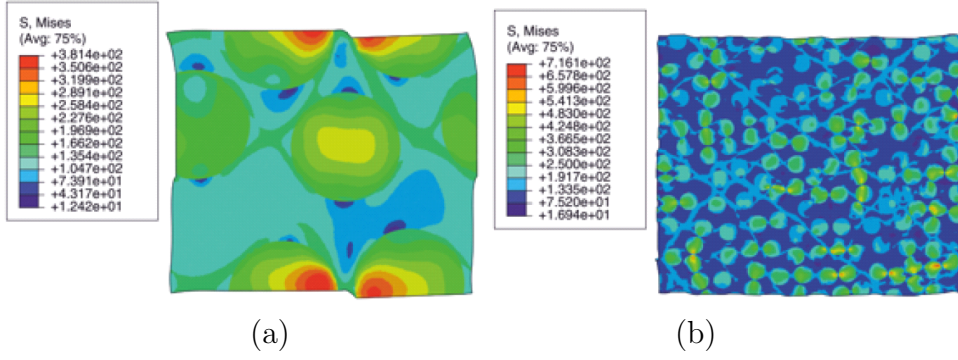 S, Mises
(Avg: 75%)
+3.814e+02
+3.506e+02
+3.199e+02
+2.891e+02
+2.584e+02
+2.276e+02
+1.969e+02
+1.662e+02
+1.354e+02
+1.047e+02
+7.391e+01
+4.317e+01
+1.242e+01
(a)
S, Mises
(Avg: 75%)
+7.161e+02
+6.578e+02
+5.996e+02
+5.413e+02
+4.830e+02
+4.248e+02
+3.665e+02
+3.083e+02
+2.500e+02
+1.917e+02
+1.335e+02
+7.520e+01
+1.694e+01
(b)